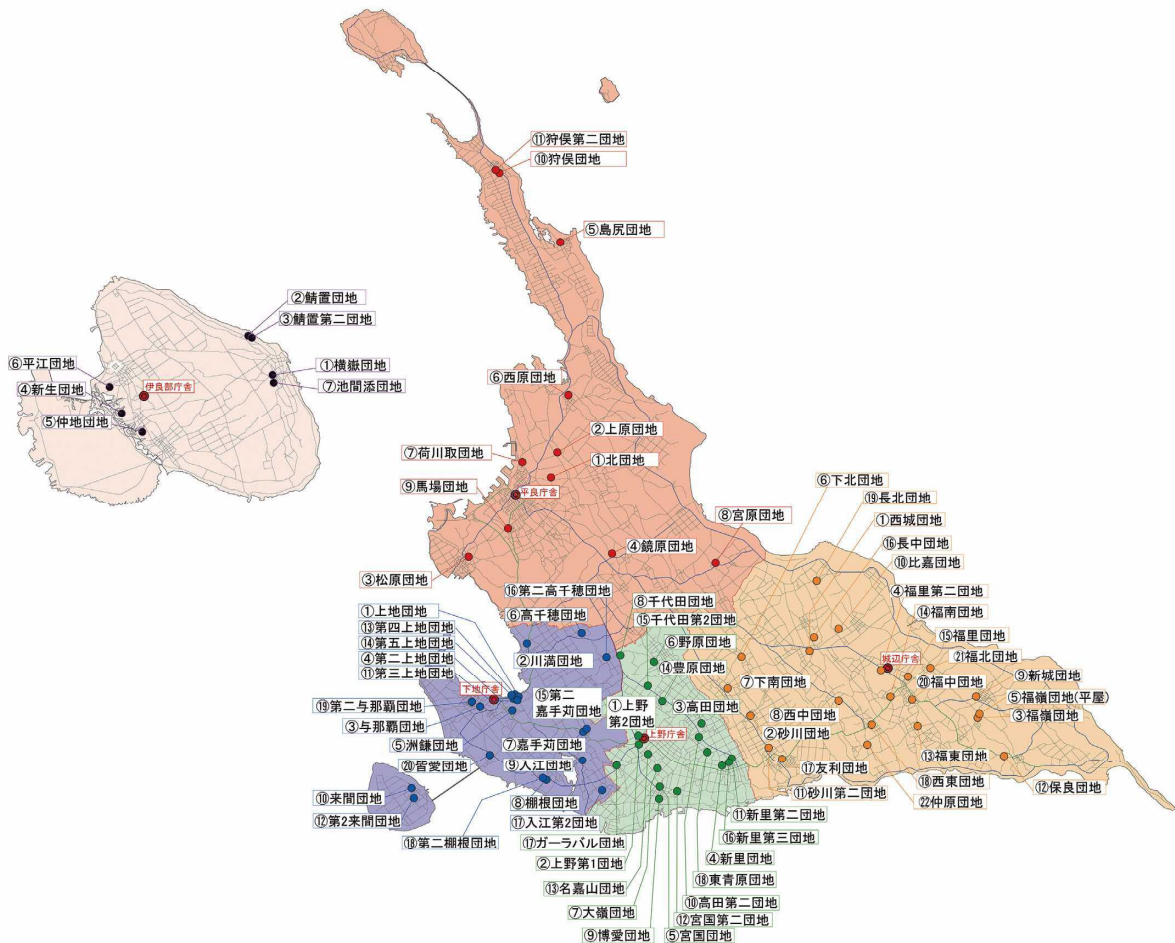 ⑪狩俣第二団地
⑩狩俣団地
⑤島尻団地
②鯖置団地
③鯖置第二団地
⑥平江団地
①横嶽団地
伊良部庁舎
④新生団地
⑦池間添団地
⑤仲地団地
⑥西原団地
②上原団地
⑦荷川取団地
①北団地
⑨馬場団地
平良庁舎
⑧宮原団地
④鏡原団地
③松原団地
⑥下北団地
⑲長北団地
①西城団地
⑯長中団地
⑩比嘉団地
④福里第二団地
⑭福南団地
⑮福里団地
城辺庁舎
㉑福北団地
⑨新城団地
⑳福中団地
⑤福嶺団地(平屋)
③福嶺団地
⑦下南団地
⑧西中団地
②砂川団地
⑬福東団地
⑰友利団地
⑱西東団地
⑫保良団地
⑪砂川第二団地
㉒仲原団地
⑯第二高千穂団地
⑧千代田団地
①上地団地
⑮千代田第2団地
⑬第四上地団地
⑥高千穂団地
⑥野原団地
⑭第五上地団地
④第二上地団地
②川満団地
⑭豊原団地
⑪第三上地団地
下地庁舎
⑮第二
嘉手苅団地
①上野
第2団地
③高田団地
⑲第二与那覇団地
③与那覇団地
上野庁舎
⑤洲鎌団地
⑦嘉手苅団地
⑳皆愛団地
⑨入江団地
⑩来間団地
⑧棚根団地
⑫第2来間団地
⑰入江第2団地
⑱第二棚根団地
⑪新里第二団地
⑰ガーラバル団地
⑯新里第三団地
②上野第1団地
④新里団地
⑬名嘉山団地
⑱東青原団地
⑦大嶺団地
⑩高田第二団地
⑫宮国第二団地
⑨博愛団地
⑤宮国団地